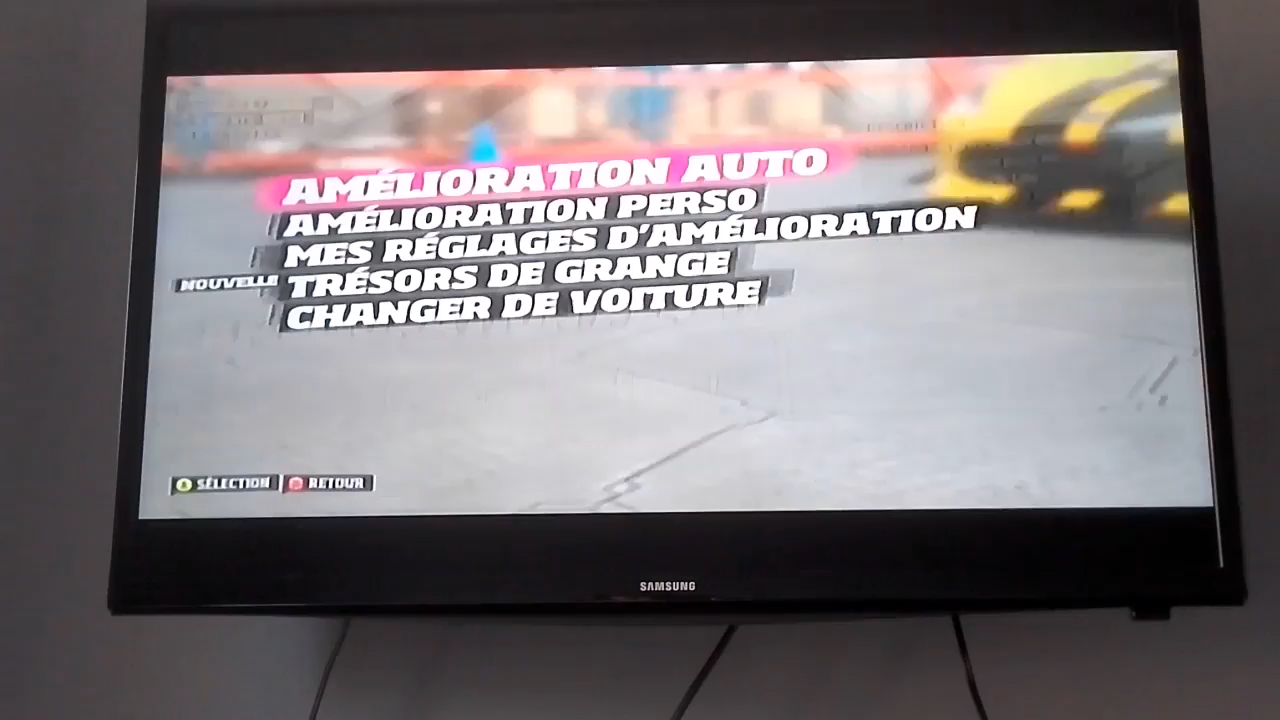 AMÉLIORATION AUTO
AMÉLIORATION PERSO
MES RÉGLAGES D'AMÉLIORATION
NOUVELLE TRÉSORS DE GRANGE
CHANGER DE VOITURE
A SÉLECTION RETOUR
SAMSUNG